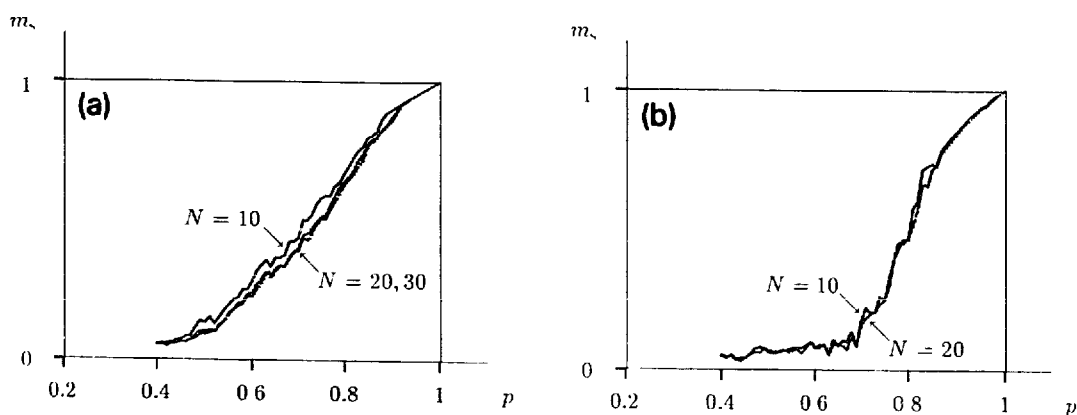 m、
1
(a)
N = 10
N = 20, 30
0
0.2 0.4 0 6 0.8 1 p
m、
1
(b)
N = 10
N = 20
0
0.2 0.4 0 6 0 8 1 p